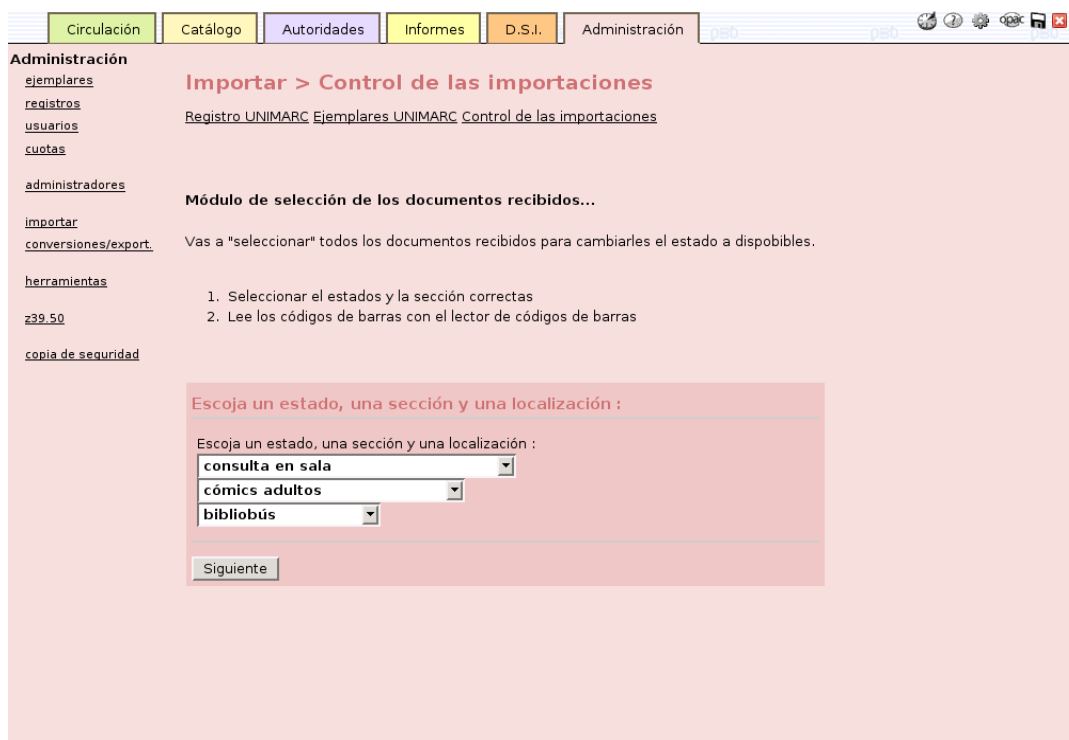 Circulación Catálogo Autoridades Informes D.S.I. Administración pmb pmb opac
pmb
Administración
ejemplares
Importar > Control de las importaciones
registros
Registro UNIMARC Ejemplares UNIMARC Control de las importaciones
usuarios
cuotas
administradores
Módulo de selección de los documentos recibidos...
importar
conversiones/export.
Vas a "seleccionar" todos los documentos recibidos para cambiarles el estado a dispobibles.
herramientas
1. Seleccionar el estados y la sección correctas
z39.50
2. Lee los códigos de barras con el lector de códigos de barras
copia de seguridad
Escoja un estado, una sección y una localización :
Escoja un estado, una sección y una localización :
consulta en sala
cómics adultos
bibliobús
Siguiente